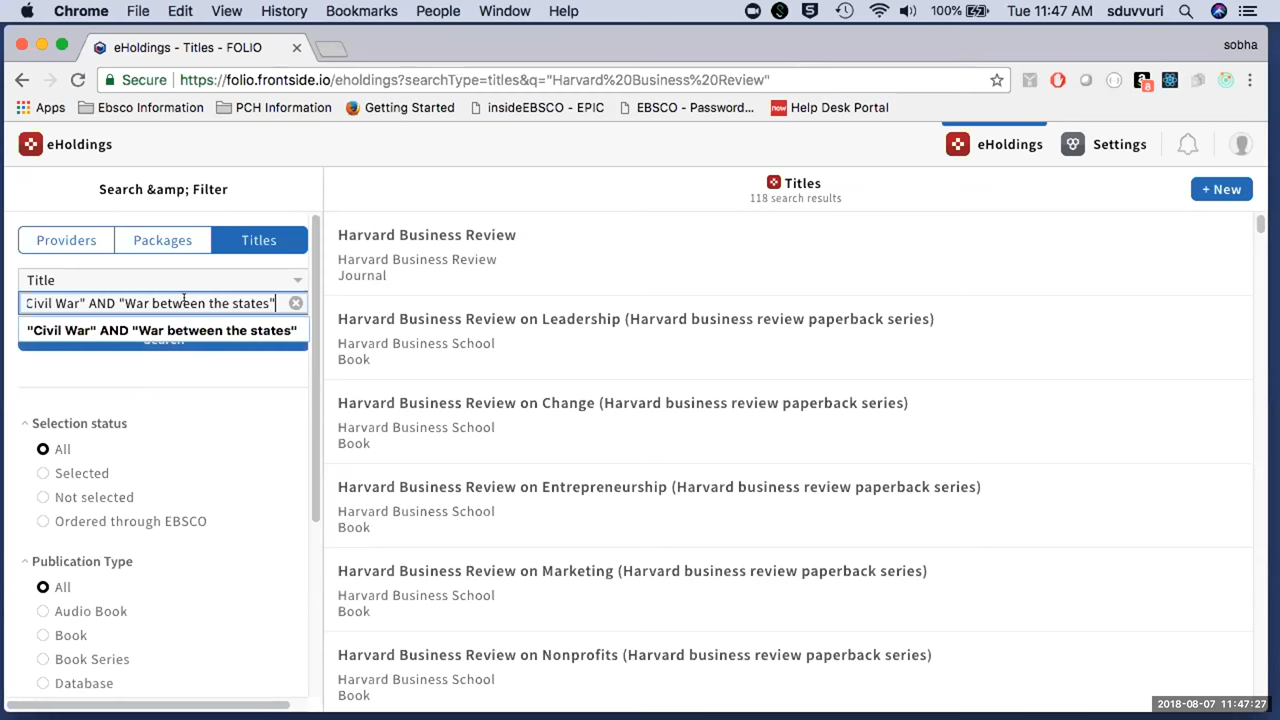 Chrome File Edit View History Bookmarks People Window Help 100% Tue 11:47 AM sduvvuri
eHoldings - Titles - FOLIO sobha
Secure https://folio.frontside.io/eholdings?searchType=titles&q="Harvard%20Business%20Review"
Apps Ebsco Information PCH Information Getting Started insideEBSCO - EPIC EBSCO - Password... now Help Desk Portal
eHoldings eHoldings Settings
Search &amp; Filter
Titles
118 search results
+ New
Providers Packages Titles
Title
Civil War" AND "War between the states"
"Civil War" AND "War between the states"
Search
Selection status
All
Selected
Not selected
Ordered through EBSCO
Publication Type
All
Audio Book
Book
Book Series
Database
Harvard Business Review
Harvard Business Review
Journal
Harvard Business Review on Leadership (Harvard business review paperback series)
Harvard Business School
Book
Harvard Business Review on Change (Harvard business review paperback series)
Harvard Business School
Book
Harvard Business Review on Entrepreneurship (Harvard business review paperback series)
Harvard Business School
Book
Harvard Business Review on Marketing (Harvard business review paperback series)
Harvard Business School
Book
Harvard Business Review on Nonprofits (Harvard business review paperback series)
Harvard Business School
Book
2018-08-07 11:47:27